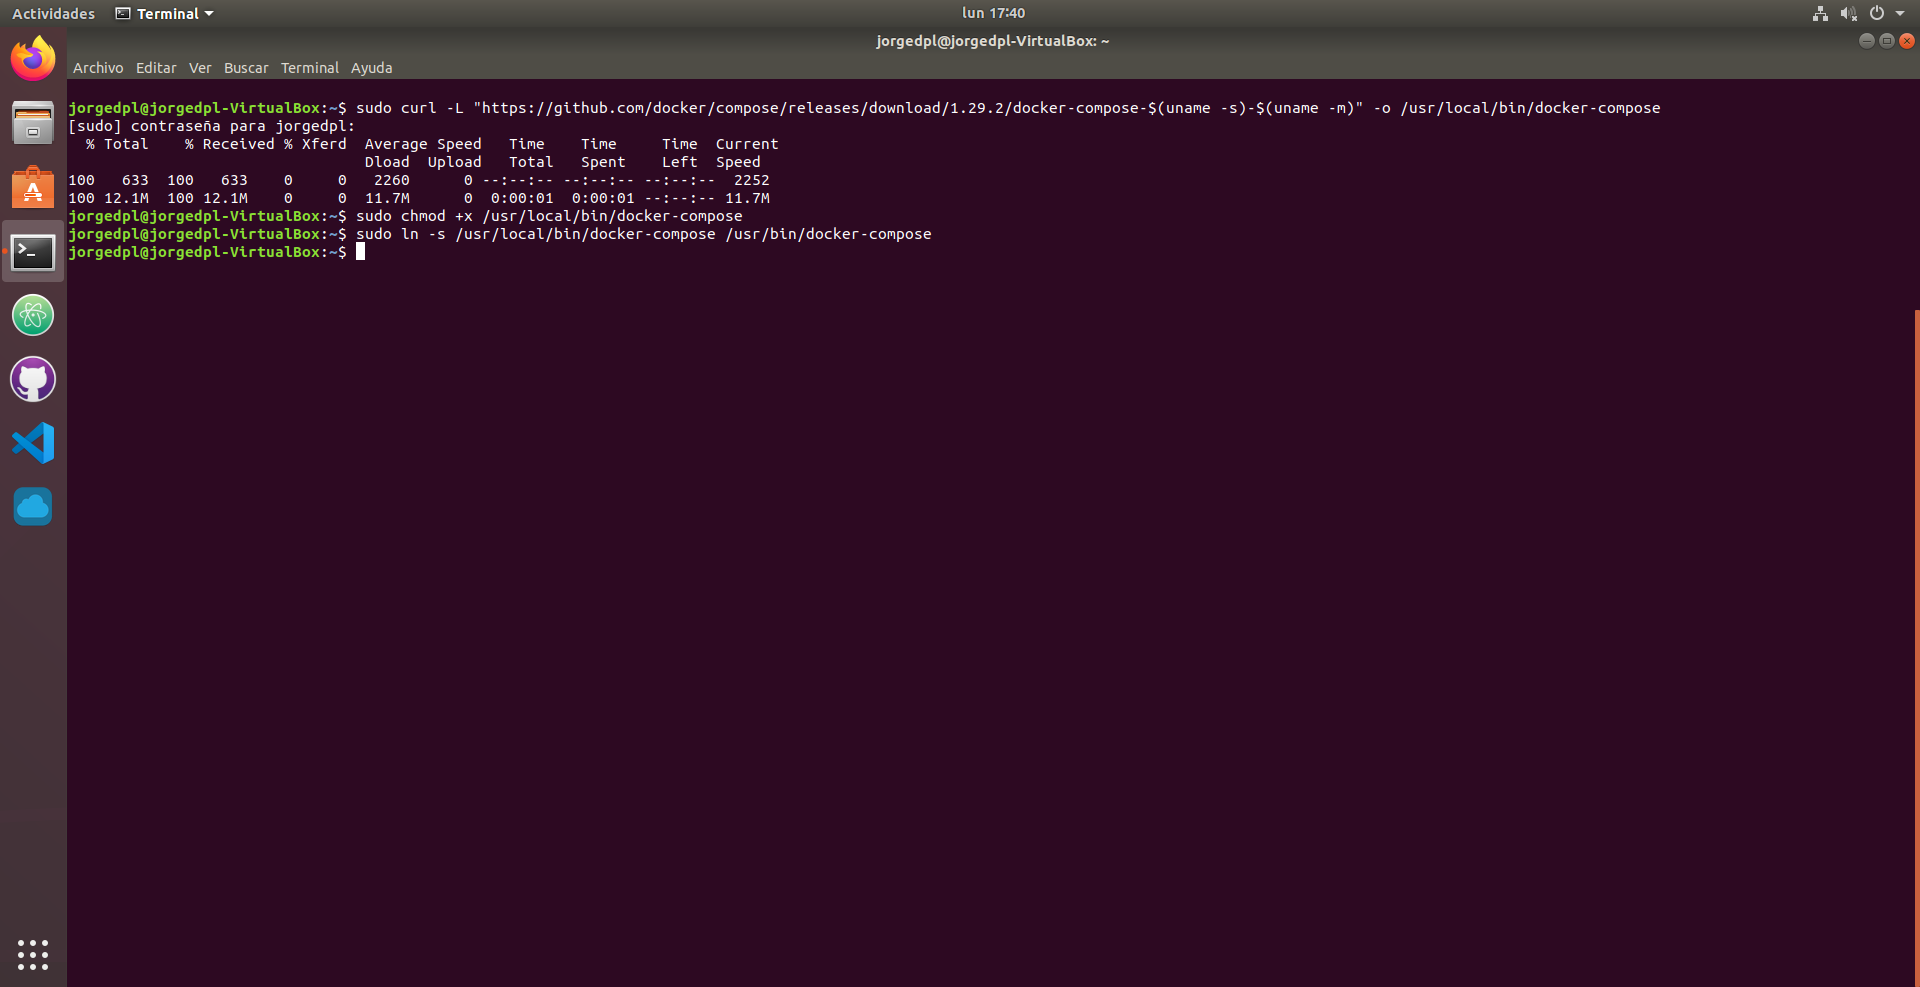 Actividades Terminal lun 17:40
jorgedpl@jorgedpl-VirtualBox: ~
Archivo Editar Ver Buscar Terminal Ayuda
jorgedpl@jorgedpl-VirtualBox:~$ sudo curl -L "https://github.com/docker/compose/releases/download/1.29.2/docker-compose-$(uname -s)-$(uname -m)" -o /usr/local/bin/docker-compose
[sudo] contraseña para jorgedpl:
  % Total    % Received % Xferd  Average Speed   Time    Time     Time  Current
                                 Dload  Upload   Total   Spent    Left  Speed
100   633  100   633    0     0   2260      0 --:--:-- --:--:-- --:--:--  2252
100 12.1M  100 12.1M    0     0  11.7M      0  0:00:01  0:00:01 --:--:-- 11.7M
jorgedpl@jorgedpl-VirtualBox:~$ sudo chmod +x /usr/local/bin/docker-compose
jorgedpl@jorgedpl-VirtualBox:~$ sudo ln -s /usr/local/bin/docker-compose /usr/bin/docker-compose
jorgedpl@jorgedpl-VirtualBox:~$